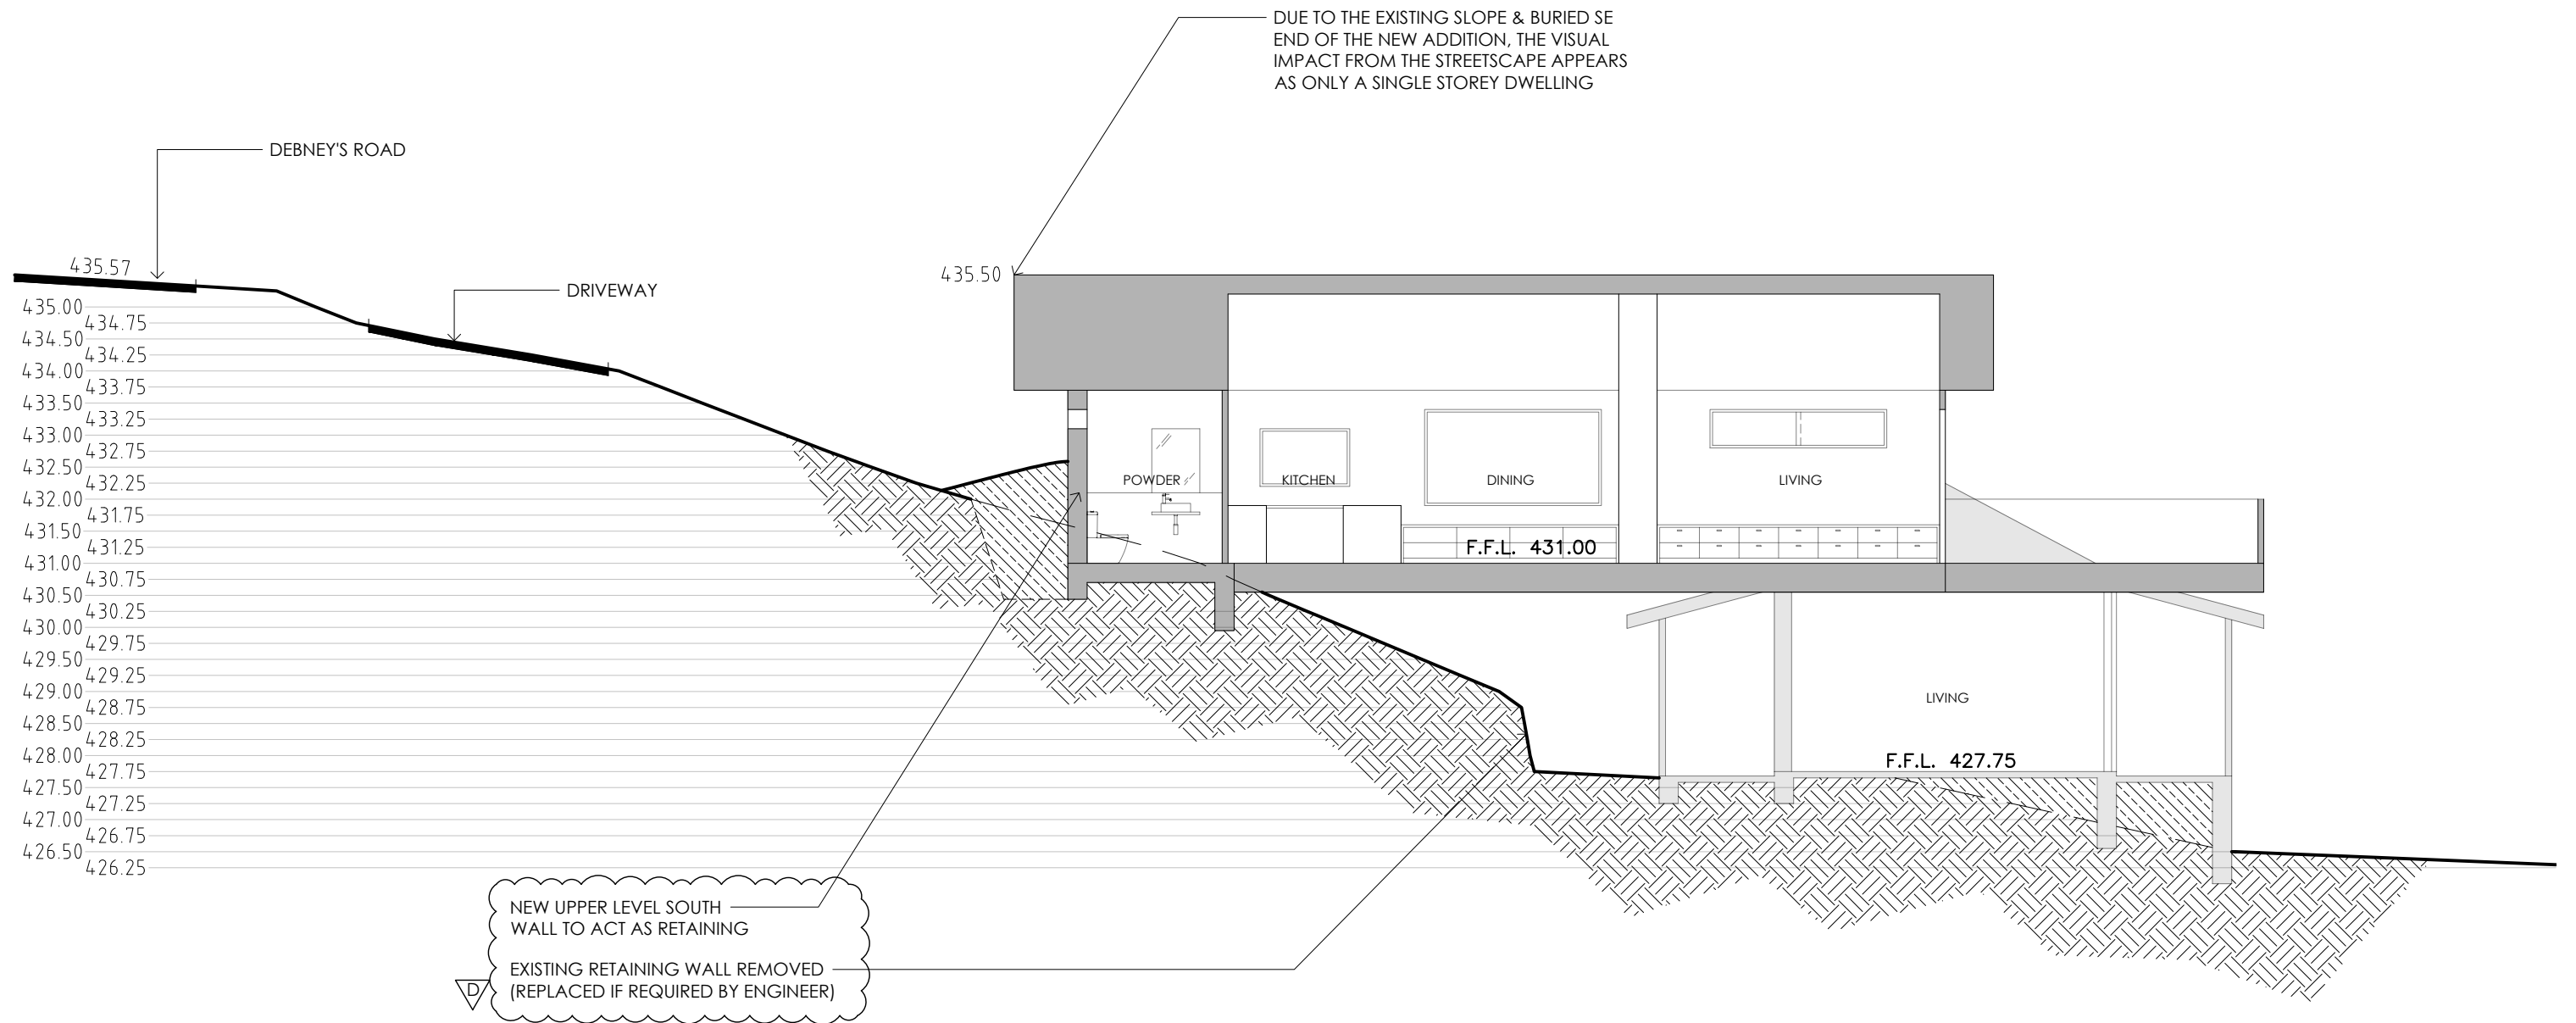 DUE TO THE EXISTING SLOPE & BURIED SE
END OF THE NEW ADDITION, THE VISUAL
IMPACT FROM THE STREETSCAPE APPEARS
AS ONLY A SINGLE STOREY DWELLING
DEBNEY'S ROAD
435.57
435.50
DRIVEWAY
435.00
434.75
434.50
434.25
434.00
433.75
433.50
433.25
433.00
432.75
432.50
432.25
432.00
431.75
431.50
431.25
431.00
430.75
430.50
430.25
430.00
429.75
429.50
429.25
429.00
428.75
428.50
428.25
428.00
427.75
427.50
427.25
427.00
426.75
426.50
426.25
POWDER
KITCHEN
DINING
LIVING
F.F.L. 431.00
LIVING
F.F.L. 427.75
NEW UPPER LEVEL SOUTH
WALL TO ACT AS RETAINING
EXISTING RETAINING WALL REMOVED
(REPLACED IF REQUIRED BY ENGINEER)
D